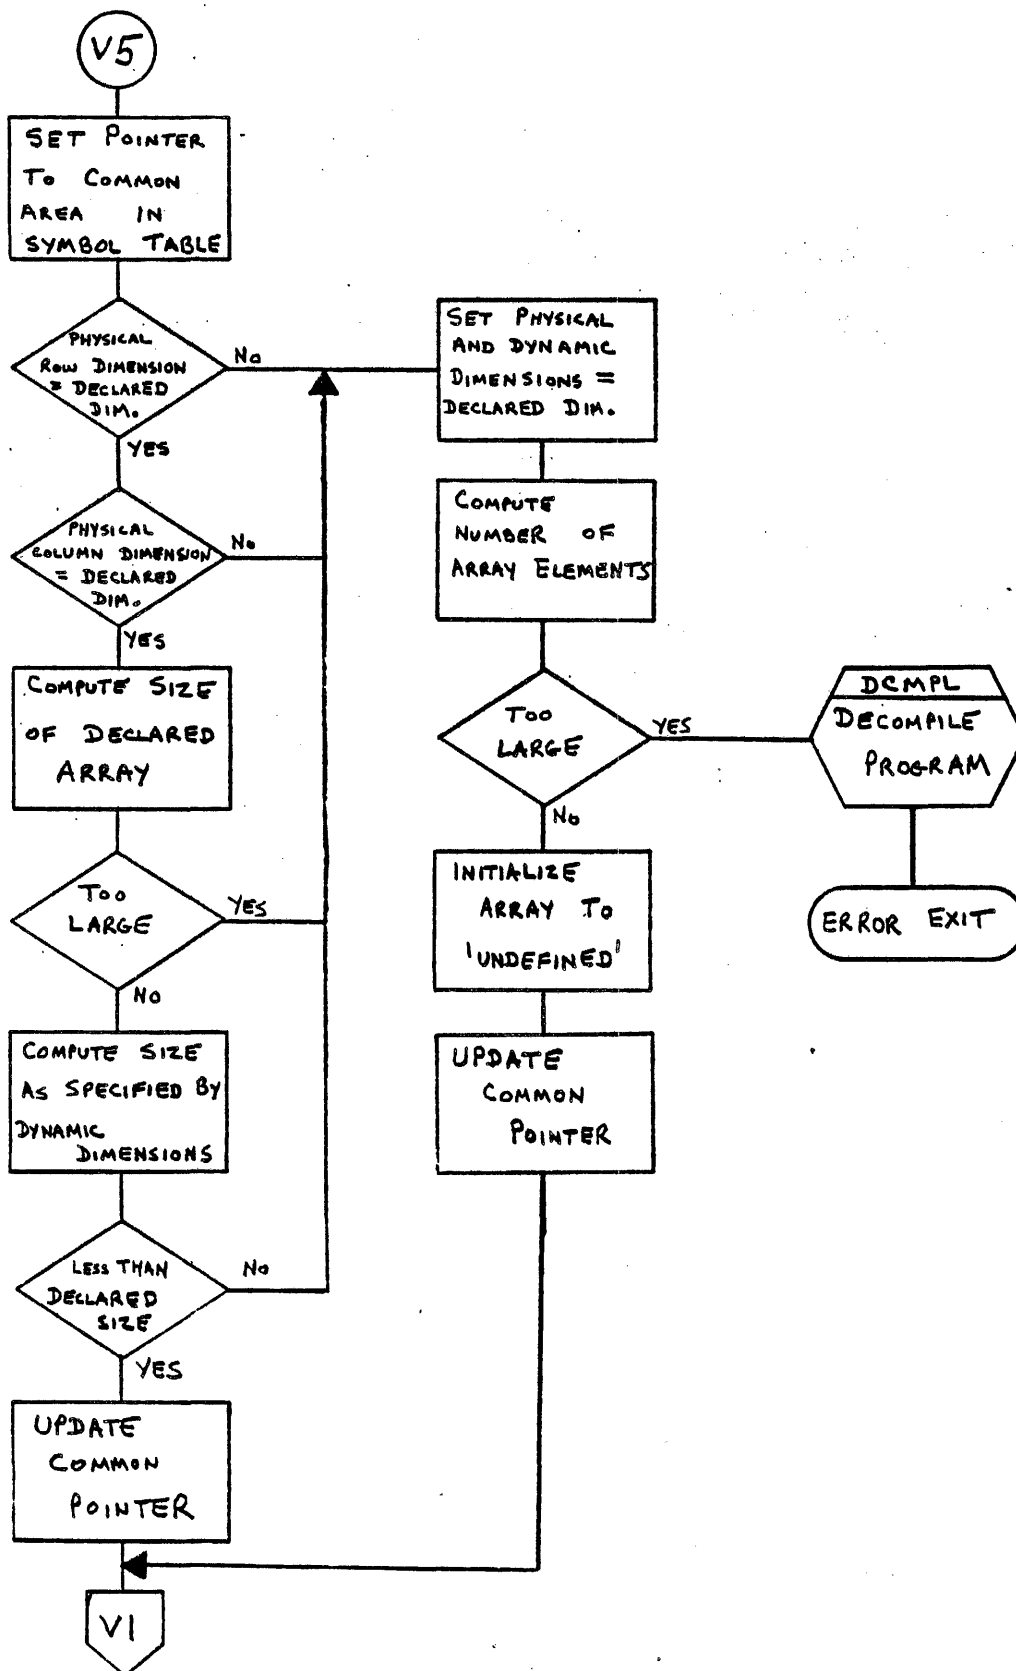 V5
SET POINTER
TO COMMON
AREA IN
SYMBOL TABLE
PHYSICAL
ROW DIMENSION
= DECLARED
DIM.
NO
YES
PHYSICAL
COLUMN DIMENSION
= DECLARED
DIM.
NO
YES
COMPUTE SIZE
OF DECLARED
ARRAY
TOO
LARGE
YES
NO
COMPUTE SIZE
AS SPECIFIED BY
DYNAMIC
DIMENSIONS
LESS THAN
DECLARED
SIZE
NO
YES
UPDATE
COMMON
POINTER
V1
SET PHYSICAL
AND DYNAMIC
DIMENSIONS =
DECLARED DIM.
COMPUTE
NUMBER OF
ARRAY ELEMENTS
TOO
LARGE
YES
NO
INITIALIZE
ARRAY TO
'UNDEFINED'
UPDATE
COMMON
POINTER
DCMPL
DECOMPILE
PROGRAM
ERROR EXIT